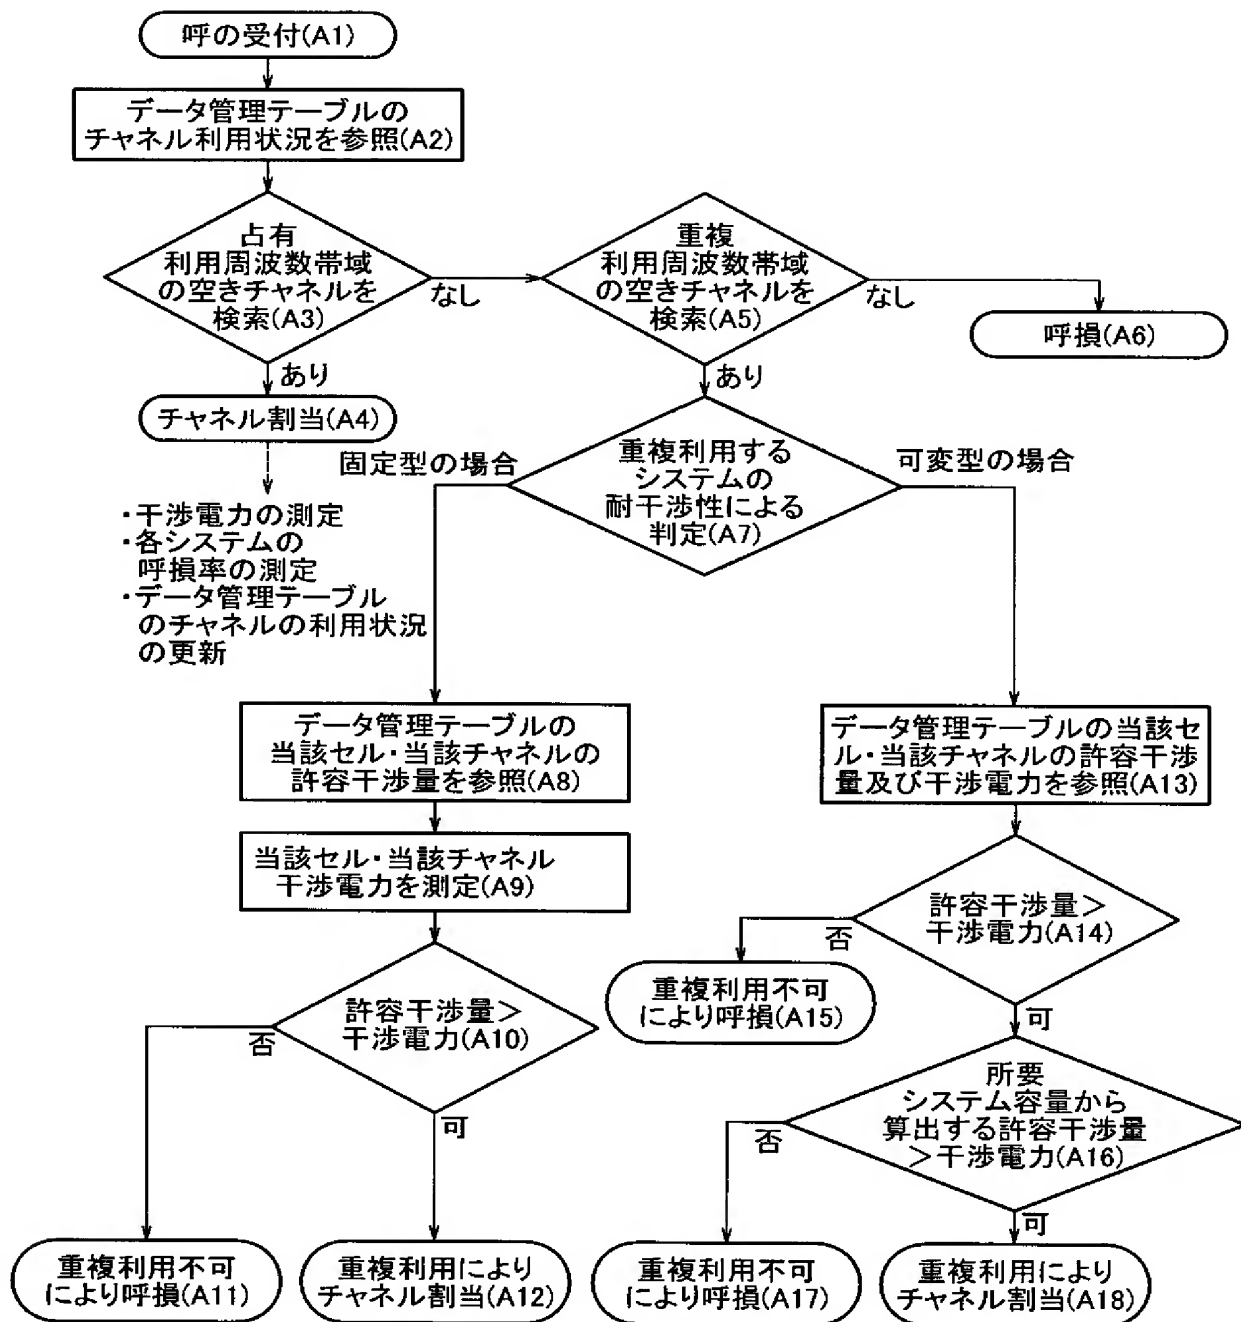 呼の受付(A1)
データ管理テーブルの
チャネル利用状況を参照(A2)
占有
利用周波数帯域
の空きチャネルを
検索(A3)
なし
あり
重複
利用周波数帯域
の空きチャネルを
検索(A5)
なし
あり
呼損(A6)
チャネル割当(A4)
・干渉電力の測定
・各システムの
呼損率の測定
・データ管理テーブル
のチャネルの利用状況
の更新
固定型の場合
重複利用する
システムの
耐干渉性による
判定(A7)
可変型の場合
データ管理テーブルの
当該セル・当該チャネルの
許容干渉量を参照(A8)
当該セル・当該チャネル
干渉電力を測定(A9)
許容干渉量>
干渉電力(A10)
否
可
重複利用不可
により呼損(A11)
重複利用により
チャネル割当(A12)
データ管理テーブルの当該セ
ル・当該チャネルの許容干渉
量及び干渉電力を参照(A13)
許容干渉量>
干渉電力(A14)
否
可
重複利用不可
により呼損(A15)
所要
システム容量から
算出する許容干渉量
>干渉電力(A16)
否
可
重複利用不可
により呼損(A17)
重複利用により
チャネル割当(A18)